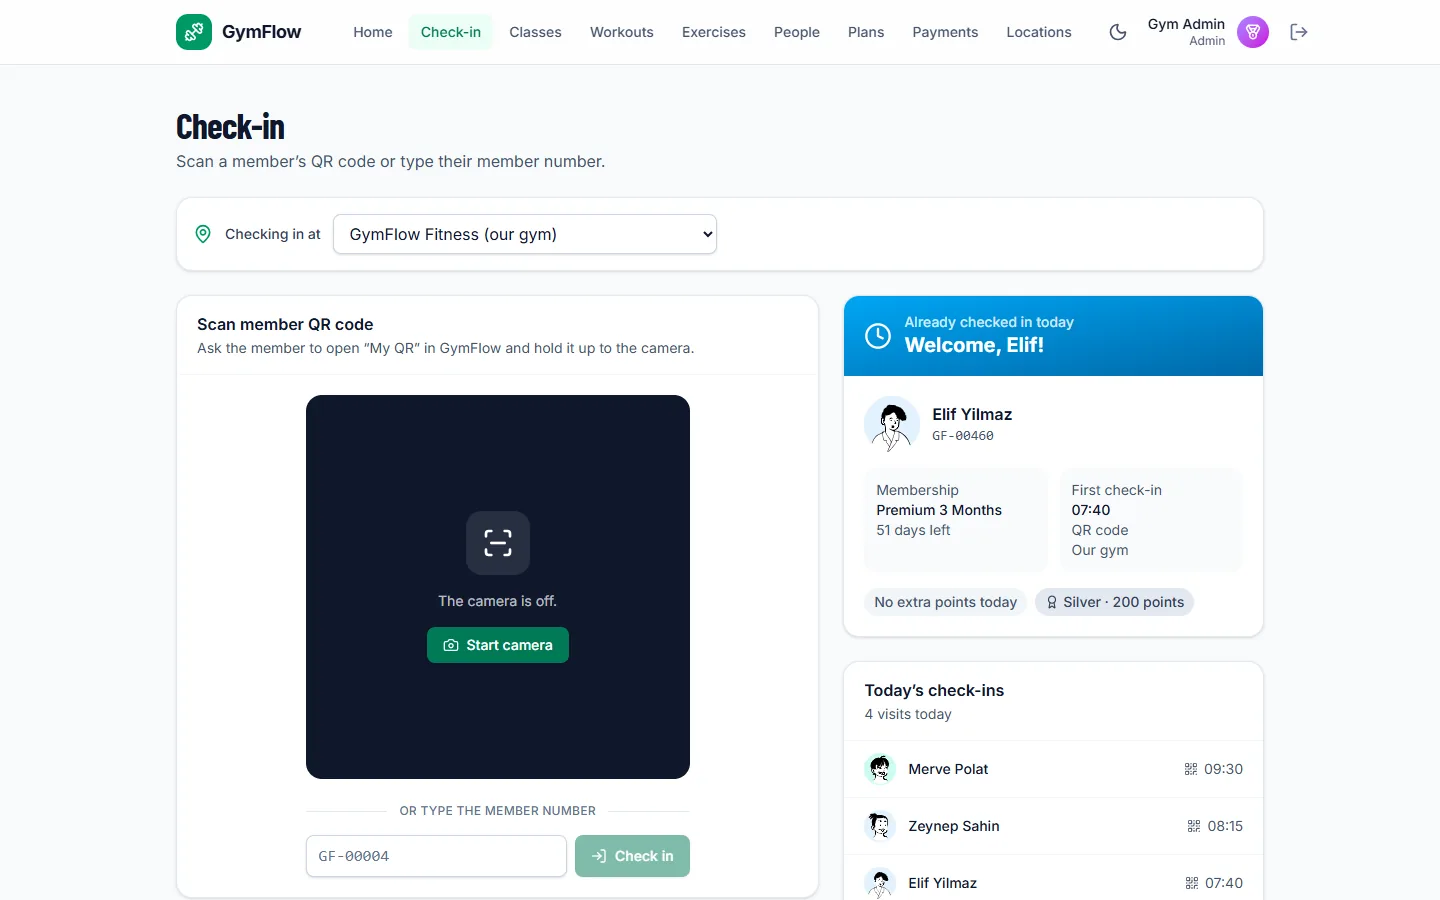 GymFlow
Home
Check-in
Classes
Workouts
Exercises
People
Plans
Payments
Locations
Gym Admin
Admin
Check-in
Scan a member’s QR code or type their member number.
Checking in at
GymFlow Fitness (our gym)
Scan member QR code
Ask the member to open “My QR” in GymFlow and hold it up to the camera.
The camera is off.
Start camera
OR TYPE THE MEMBER NUMBER
GF-00004
Check in
Already checked in today
Welcome, Elif!
Elif Yilmaz
GF-00460
Membership
Premium 3 Months
51 days left
First check-in
07:40
QR code
Our gym
No extra points today
Silver · 200 points
Today’s check-ins
4 visits today
Merve Polat
09:30
Zeynep Sahin
08:15
Elif Yilmaz
07:40